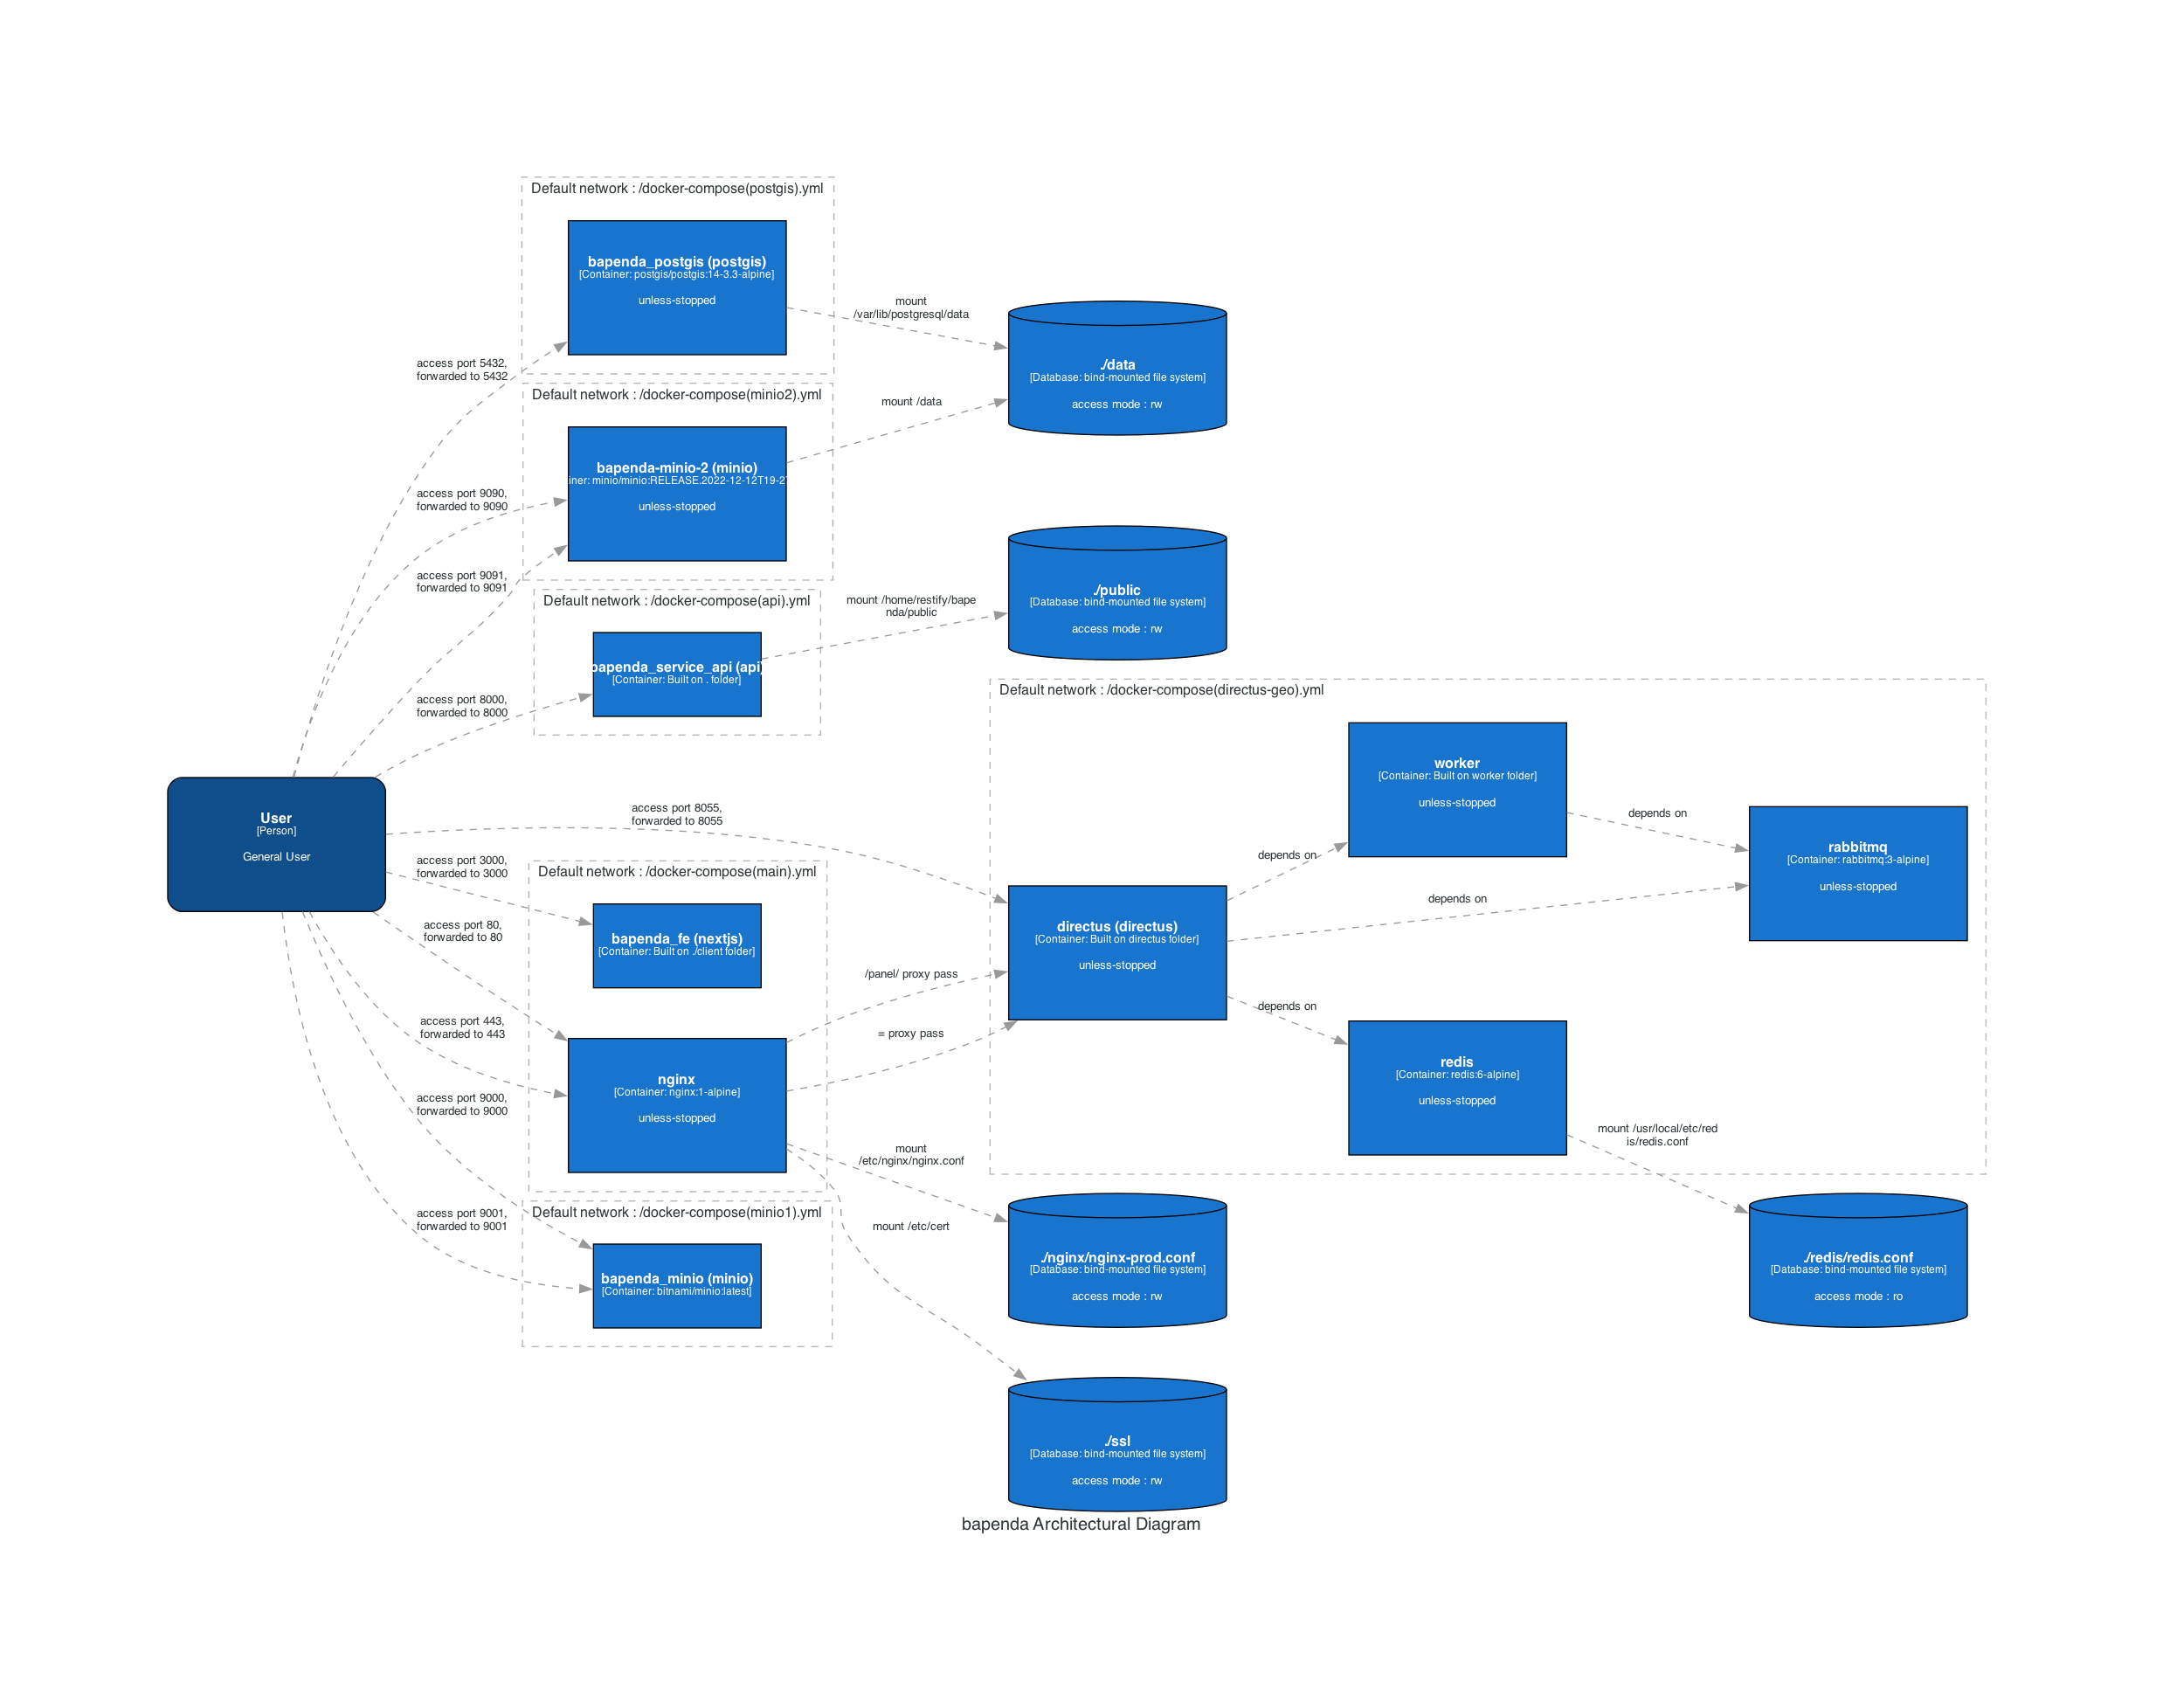 Default network : /docker-compose(postgis).yml
bapenda_postgis (postgis)
[Container: postgis/postgis:14-3.3-alpine]
unless-stopped
mount
/var/lib/postgresql/data
./data
[Database: bind-mounted file system]
access mode : rw
access port 5432,
forwarded to 5432
Default network : /docker-compose(minio2).yml
mount /data
bapenda-minio-2 (minio)
iner: minio/minio:RELEASE.2022-12-12T19-2
unless-stopped
access port 9090,
forwarded to 9090
access port 9091,
forwarded to 9091
Default network : /docker-compose(api).yml
mount /home/restify/bape
nda/public
./public
[Database: bind-mounted file system]
access mode : rw
bapenda_service_api (api)
[Container: Built on . folder]
access port 8000,
forwarded to 8000
Default network : /docker-compose(directus-geo).yml
worker
[Container: Built on worker folder]
unless-stopped
depends on
rabbitmq
[Container: rabbitmq:3-alpine]
unless-stopped
User
[Person]
General User
access port 8055,
forwarded to 8055
access port 3000,
forwarded to 3000
Default network : /docker-compose(main).yml
bapenda_fe (nextjs)
[Container: Built on ./client folder]
depends on
depends on
directus (directus)
[Container: Built on directus folder]
unless-stopped
access port 80,
forwarded to 80
/panel/ proxy pass
= proxy pass
depends on
access port 443,
forwarded to 443
nginx
[Container: nginx:1-alpine]
unless-stopped
redis
[Container: redis:6-alpine]
unless-stopped
access port 9000,
forwarded to 9000
mount
/etc/nginx/nginx.conf
mount /usr/local/etc/red
is/redis.conf
Default network : /docker-compose(minio1).yml
access port 9001,
forwarded to 9001
mount /etc/cert
bapenda_minio (minio)
[Container: bitnami/minio:latest]
./nginx/nginx-prod.conf
[Database: bind-mounted file system]
access mode : rw
./redis/redis.conf
[Database: bind-mounted file system]
access mode : ro
./ssl
[Database: bind-mounted file system]
access mode : rw
bapenda Architectural Diagram